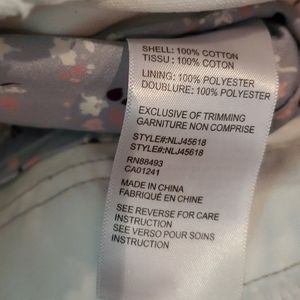 SHELL: 100% COTTON
TISSU: 100% COTON
LINING: 100% POLYESTER
DOUBLURE: 100% POLYESTER
EXCLUSIVE OF TRIMMING
GARNITURE NON COMPRISE
STYLE#:NLJ45618
STYLE#:NLJ45618
RN88493
CA01241
MADE IN CHINA
FABRIQUÉ EN CHINE
SEE REVERSE FOR CARE
INSTRUCTION
SEE VERSO POUR SOINS
INSTRUCTION